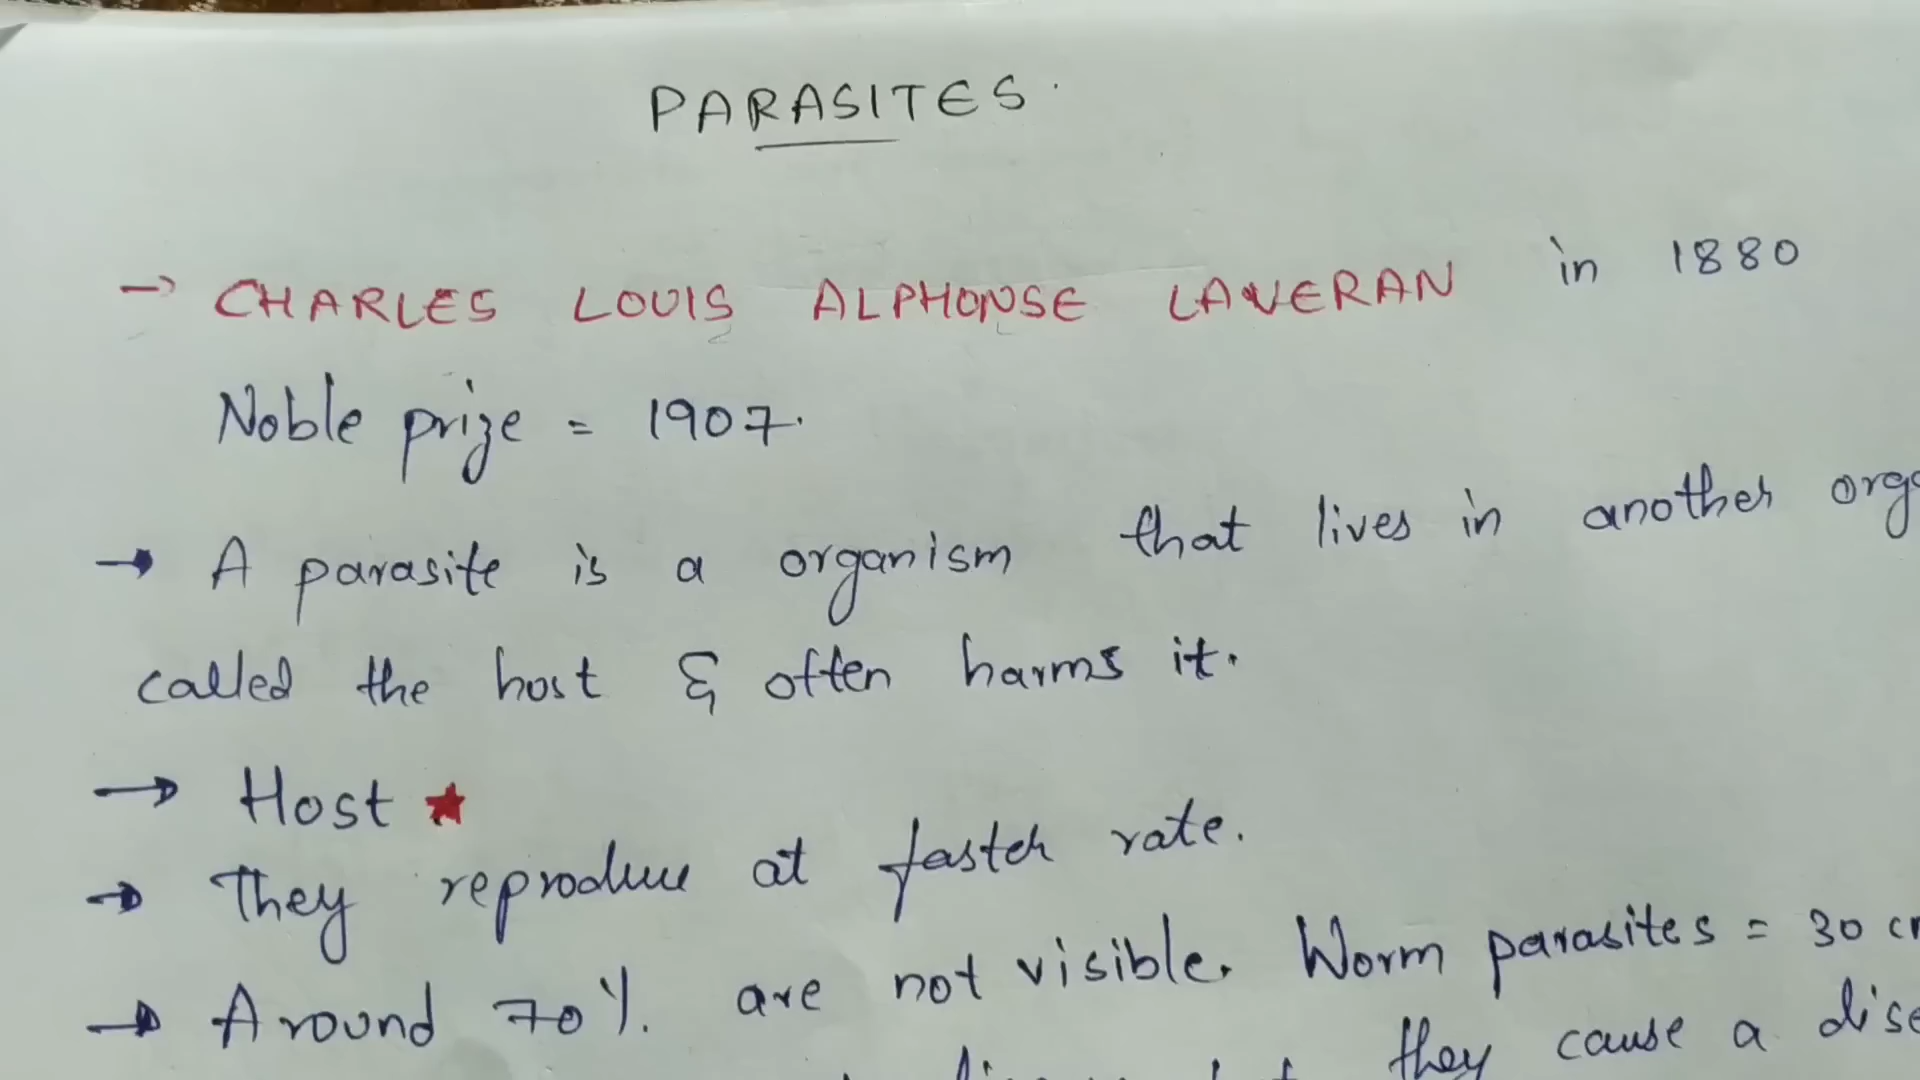 PARASITES
→ CHARLES LOUIS ALPHONSE LAVERAN in 1880
Noble prize = 1907.
→ A parasite is a organism that lives in another
called the host & often harms it.
→ Host ★
→ They reproduce at faster rate.
→ Around 70% are not visible. Worm parasites = 30
they cause a